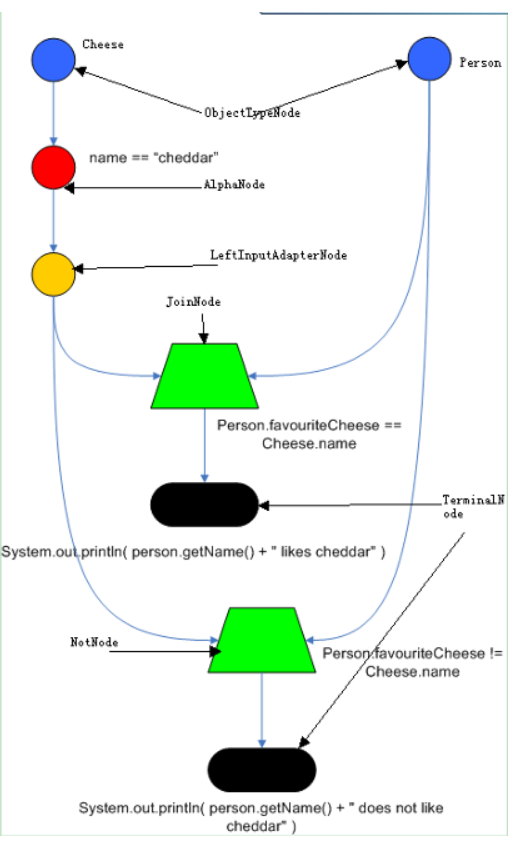 Cheese
Person
ObjectTypeNode
name == "cheddar"
AlphaNode
LeftInputAdapterNode
JoinNode
Person.favouriteCheese ==
Cheese.name
TerminalN
ode
System.out.println( person.getName() + " likes cheddar" )
NotNode
Person.favouriteCheese !=
Cheese.name
System.out.println( person.getName() + " does not like
cheddar" )